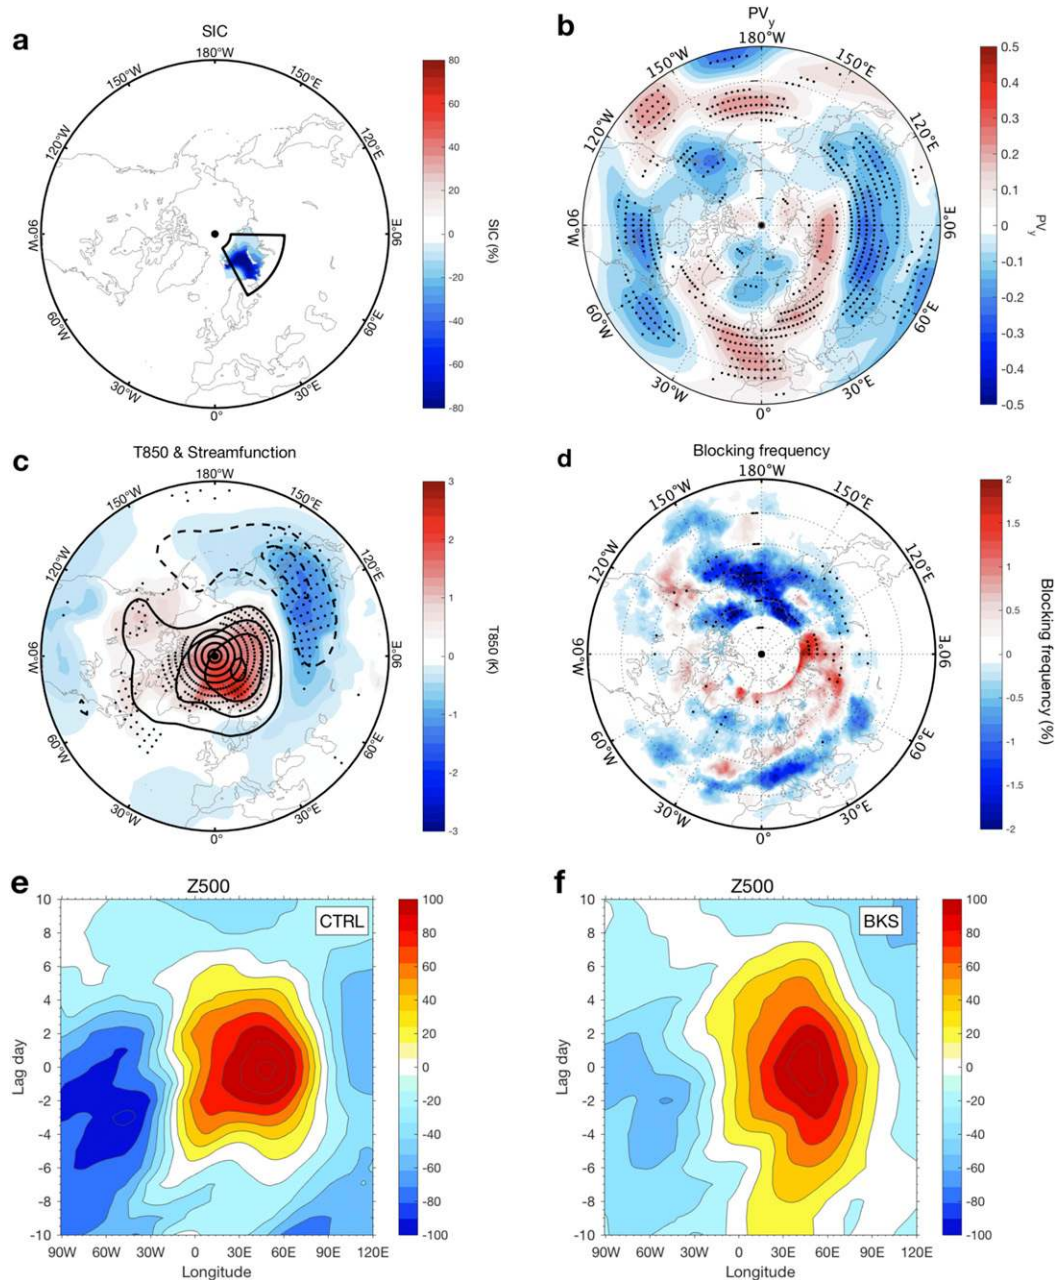 a
SIC
180°W
150°W
150°E
120°W
120°E
90°W
90°E
60°W
60°E
30°W
30°E
0°
80
60
40
20
0
-20
-40
-60
-80
SIC (%)
b
PVy
180°W
150°W
150°E
120°W
120°E
90°W
90°E
60°W
60°E
30°W
30°E
0°
0.5
0.4
0.3
0.2
0.1
0
-0.1
-0.2
-0.3
-0.4
-0.5
PVy
c
T850 & Streamfunction
180°W
150°W
150°E
120°W
120°E
90°W
90°E
60°W
60°E
30°W
30°E
0°
3
2
1
0
-1
-2
-3
T850 (K)
d
Blocking frequency
180°W
150°W
150°E
120°W
120°E
90°W
90°E
60°W
60°E
30°W
30°E
0°
2
1.5
1
0.5
0
-0.5
-1
-1.5
-2
Blocking frequency (%)
e
Z500
CTRL
10
8
6
4
2
0
-2
-4
-6
-8
-10
Lag day
90W 60W 30W 0 30E 60E 90E 120E
Longitude
100
80
60
40
20
0
-20
-40
-60
-80
-100
f
Z500
BKS
10
8
6
4
2
0
-2
-4
-6
-8
-10
Lag day
90W 60W 30W 0 30E 60E 90E 120E
Longitude
100
80
60
40
20
0
-20
-40
-60
-80
-100